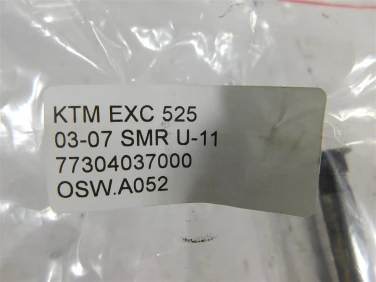 KTM EXC 525
03-07 SMR U-11
77304037000
OSW.A052